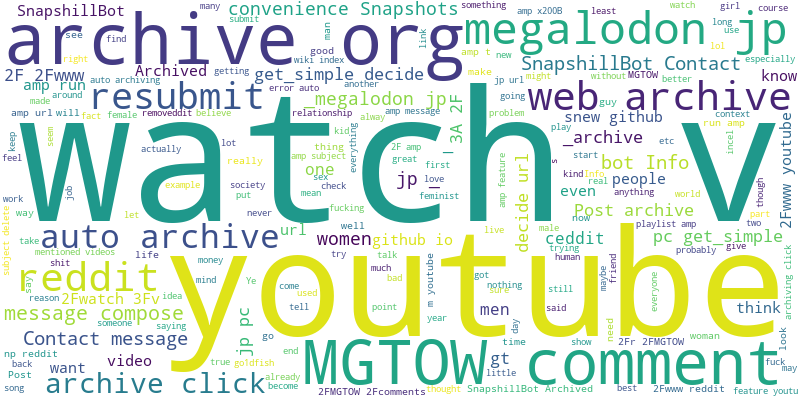 SnapshillBot many convenience Snapshots something amp x200B watch girl
archive org megalodon jp
see find submit good man wiki index link at least long use of course
right Archived SnapshillBot Contact lol especially
2F 2Fwww auto archiving getting get_simple decide amp t new might without MGTOW better know
amp run error auto another make jp url going guy context
resubmit _megalodon jp web archive
made around removeddit relationship amp message 3A 2F snew github run amp
amp url will fact female believe alway problem play
watch v
keep seem kid _archive etc incel 2Fwww youtube
feel actually lot thing everything 2F amp bot Info
job really amp subject great first jp _ start kind Info real people though
work example society sex check one love amp feature even anything world
way let put mean feminist decide url Post archive playlist amp two part
never fucking url live male now
auto archive women github io ceddit pc get_simple
take well trying probably give
subject delete mentioned videos life try talk human
say shit money jp pc much bad m youtube got maybe friend everyone archiving click
reddit youtube
2Fwatch 3Fv mind Ye come nothing still
reason idea tell used point sure men said need think
message compose someone saying go year day woman look
Contact message time show 2Fr 2FMGTOW
np reddit video true end gt fuck may
back want goldfish already MGTOW comment little
Post archive click become thought
song 2FMGTOW 2Fcomments SnapshillBot Archived best 2Fwww reddit feature youtu